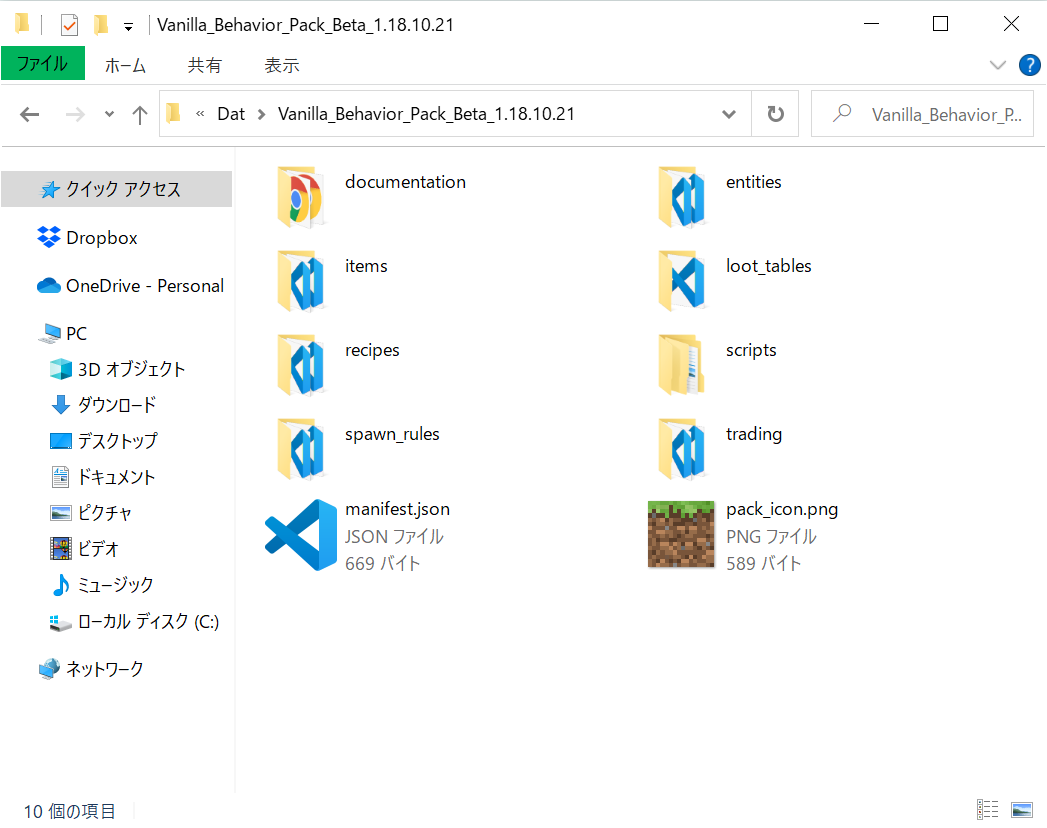 Vanilla_Behavior_Pack_Beta_1.18.10.21
ファイル ホーム 共有 表示 ?
« Dat > Vanilla_Behavior_Pack_Beta_1.18.10.21 Vanilla_Behavior_P...
クイック アクセス
Dropbox
OneDrive - Personal
PC
3D オブジェクト
ダウンロード
デスクトップ
ドキュメント
ピクチャ
ビデオ
ミュージック
ローカル ディスク (C:)
ネットワーク
documentation
entities
items
loot_tables
recipes
scripts
spawn_rules
trading
manifest.json
JSON ファイル
669 バイト
pack_icon.png
PNG ファイル
589 バイト
10 個の項目